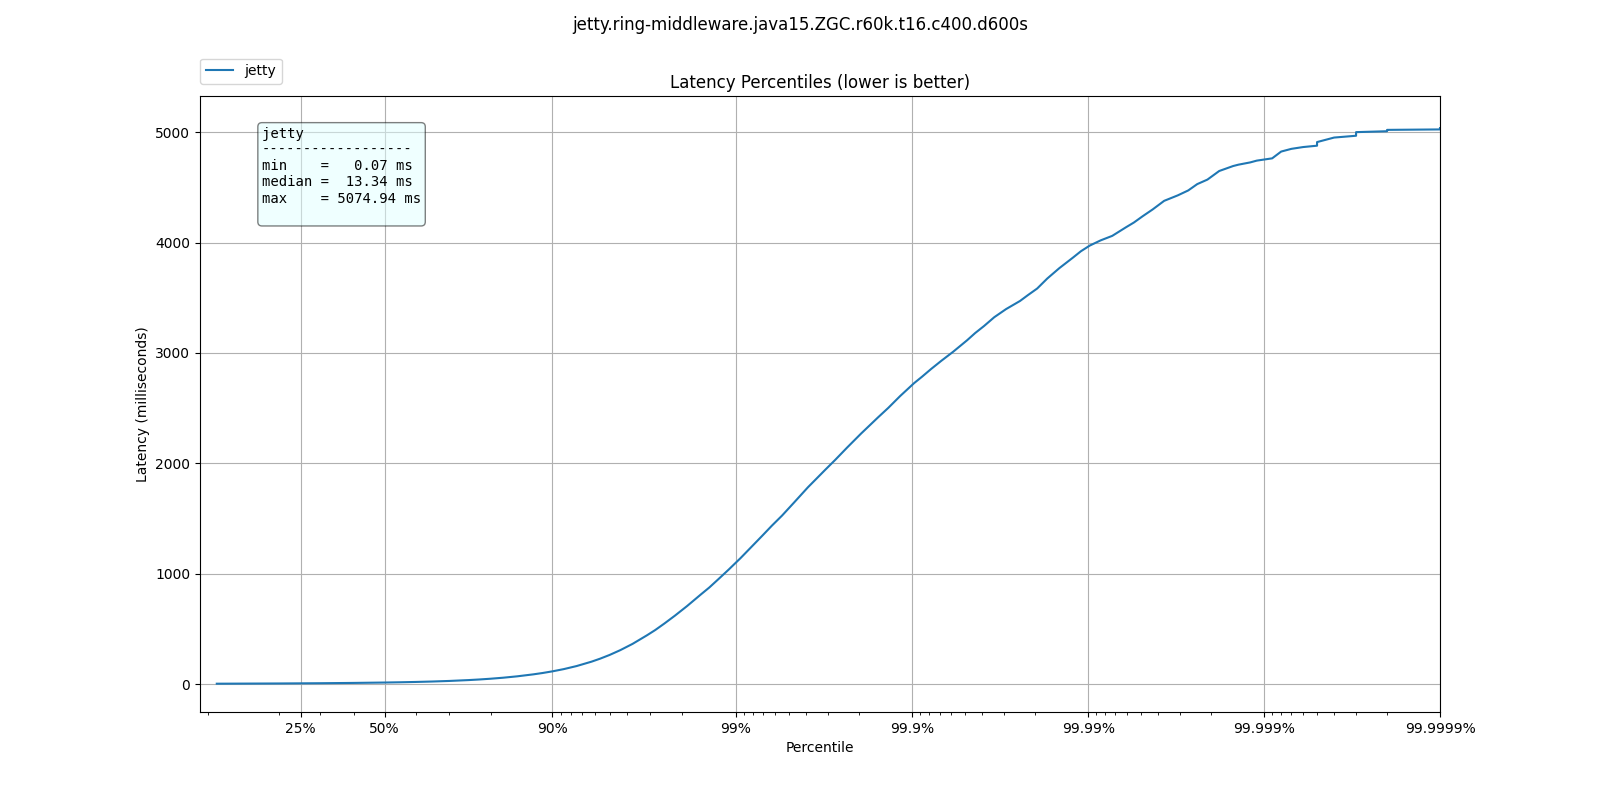 jetty.ring-middleware.java15.ZGC.r60k.t16.c400.d600s
jetty
Latency Percentiles (lower is better)
jetty
------------------
min    =   0.07 ms
median =  13.34 ms
max    = 5074.94 ms
5000
4000
3000
2000
1000
0
Latency (milliseconds)
25% 50% 90% 99% 99.9% 99.99% 99.999% 99.9999%
Percentile